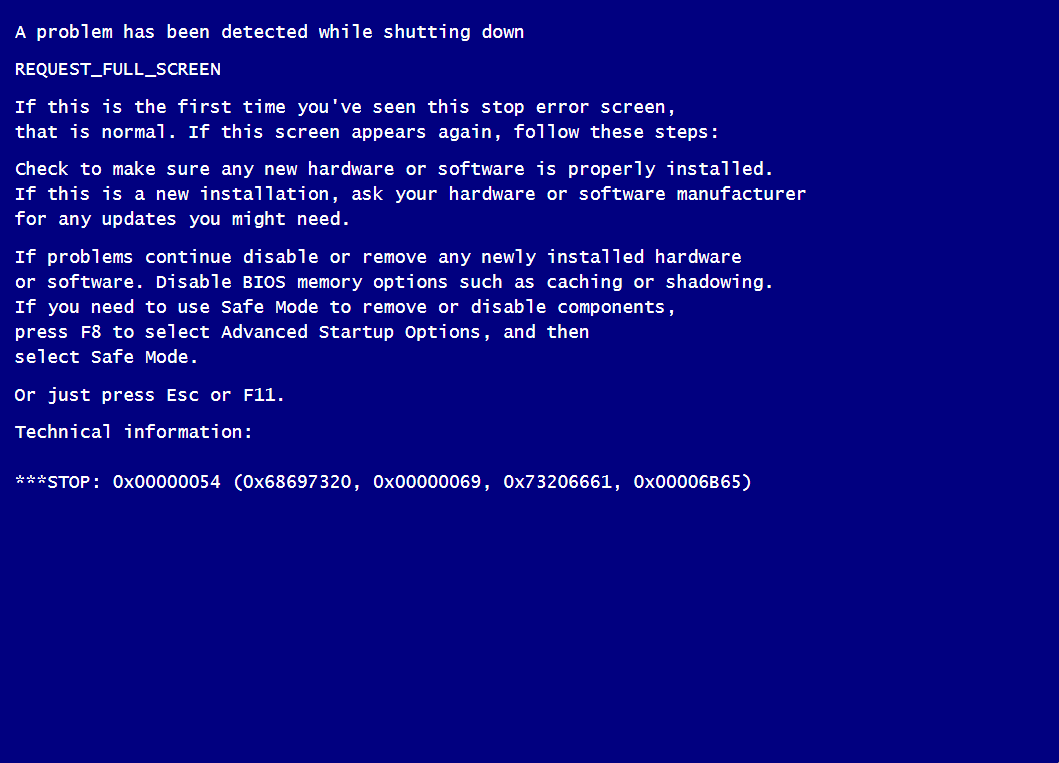 A problem has been detected while shutting down
REQUEST_FULL_SCREEN
If this is the first time you've seen this stop error screen,
that is normal. If this screen appears again, follow these steps:
Check to make sure any new hardware or software is properly installed.
If this is a new installation, ask your hardware or software manufacturer
for any updates you might need.
If problems continue disable or remove any newly installed hardware
or software. Disable BIOS memory options such as caching or shadowing.
If you need to use Safe Mode to remove or disable components,
press F8 to select Advanced Startup Options, and then
select Safe Mode.
Or just press Esc or F11.
Technical information:
***STOP: 0x00000054 (0x68697320, 0x00000069, 0x73206661, 0x00006B65)